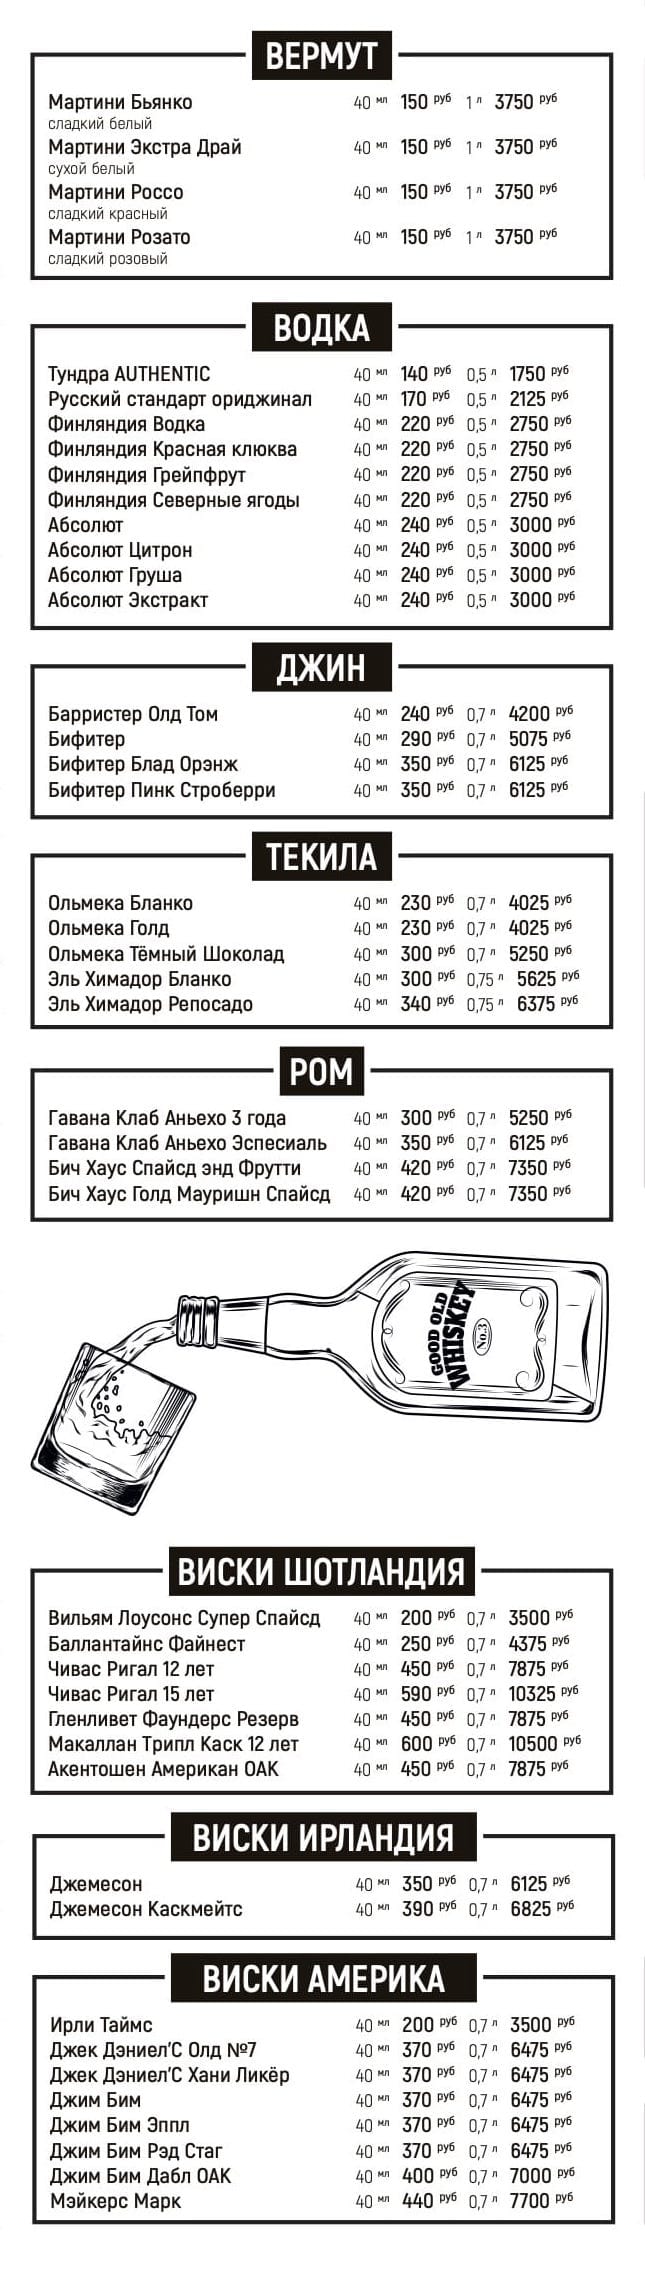 ВЕРМУТ
Мартини Бьянко 40 мл 150 руб 1 л 3750 руб
сладкий белый
Мартини Экстра Драй 40 мл 150 руб 1 л 3750 руб
сухой белый
Мартини Россо 40 мл 150 руб 1 л 3750 руб
сладкий красный
Мартини Розато 40 мл 150 руб 1 л 3750 руб
сладкий розовый
ВОДКА
Тундра AUTHENTIC 40 мл 140 руб 0,5 л 1750 руб
Русский стандарт ориджинал 40 мл 170 руб 0,5 л 2125 руб
Финляндия Водка 40 мл 220 руб 0,5 л 2750 руб
Финляндия Красная клюква 40 мл 220 руб 0,5 л 2750 руб
Финляндия Грейпфрут 40 мл 220 руб 0,5 л 2750 руб
Финляндия Северные ягоды 40 мл 220 руб 0,5 л 2750 руб
Абсолют 40 мл 240 руб 0,5 л 3000 руб
Абсолют Цитрон 40 мл 240 руб 0,5 л 3000 руб
Абсолют Груша 40 мл 240 руб 0,5 л 3000 руб
Абсолют Экстракт 40 мл 240 руб 0,5 л 3000 руб
ДЖИН
Барристер Олд Том 40 мл 240 руб 0,7 л 4200 руб
Бифитер 40 мл 290 руб 0,7 л 5075 руб
Бифитер Блад Орэнж 40 мл 350 руб 0,7 л 6125 руб
Бифитер Пинк Строберри 40 мл 350 руб 0,7 л 6125 руб
ТЕКИЛА
Ольмека Бланко 40 мл 230 руб 0,7 л 4025 руб
Ольмека Голд 40 мл 230 руб 0,7 л 4025 руб
Ольмека Тёмный Шоколад 40 мл 300 руб 0,7 л 5250 руб
Эль Химадор Бланко 40 мл 300 руб 0,75 л 5625 руб
Эль Химадор Репосадо 40 мл 340 руб 0,75 л 6375 руб
РОМ
Гавана Клаб Аньехо 3 года 40 мл 300 руб 0,7 л 5250 руб
Гавана Клаб Аньехо Эспесиаль 40 мл 350 руб 0,7 л 6125 руб
Бич Хаус Спайсд энд Фрутти 40 мл 420 руб 0,7 л 7350 руб
Бич Хаус Голд Мауришн Спайсд 40 мл 420 руб 0,7 л 7350 руб
GOOD OLD
WHISKEY
No.3
ВИСКИ ШОТЛАНДИЯ
Вильям Лоусонс Супер Спайсд 40 мл 200 руб 0,7 л 3500 руб
Баллантайнс Файнест 40 мл 250 руб 0,7 л 4375 руб
Чивас Ригал 12 лет 40 мл 450 руб 0,7 л 7875 руб
Чивас Ригал 15 лет 40 мл 590 руб 0,7 л 10325 руб
Гленливет Фаундерс Резерв 40 мл 450 руб 0,7 л 7875 руб
Макаллан Трипл Каск 12 лет 40 мл 600 руб 0,7 л 10500 руб
Акентошен Американ ОАК 40 мл 450 руб 0,7 л 7875 руб
ВИСКИ ИРЛАНДИЯ
Джемесон 40 мл 350 руб 0,7 л 6125 руб
Джемесон Каскмейтс 40 мл 390 руб 0,7 л 6825 руб
ВИСКИ АМЕРИКА
Ирли Таймс 40 мл 200 руб 0,7 л 3500 руб
Джек Дэниел'С Олд №7 40 мл 370 руб 0,7 л 6475 руб
Джек Дэниел'С Хани Ликёр 40 мл 370 руб 0,7 л 6475 руб
Джим Бим 40 мл 370 руб 0,7 л 6475 руб
Джим Бим Эппл 40 мл 370 руб 0,7 л 6475 руб
Джим Бим Рэд Стаг 40 мл 370 руб 0,7 л 6475 руб
Джим Бим Дабл ОАК 40 мл 400 руб 0,7 л 7000 руб
Мэйкерс Марк 40 мл 440 руб 0,7 л 7700 руб